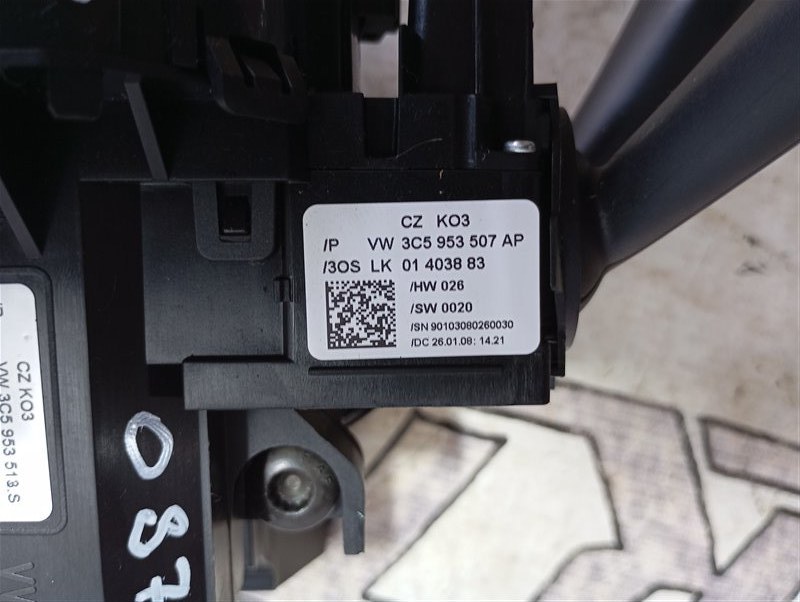 CZ KO3
/P VW 3C5 953 507 AP
/3OS LK 01 4038 83
/HW 026
/SW 0020
/SN 90103080260030
/DC 26.01.08: 14.21
CZ KO3
VW 3C5 953 513.S
087